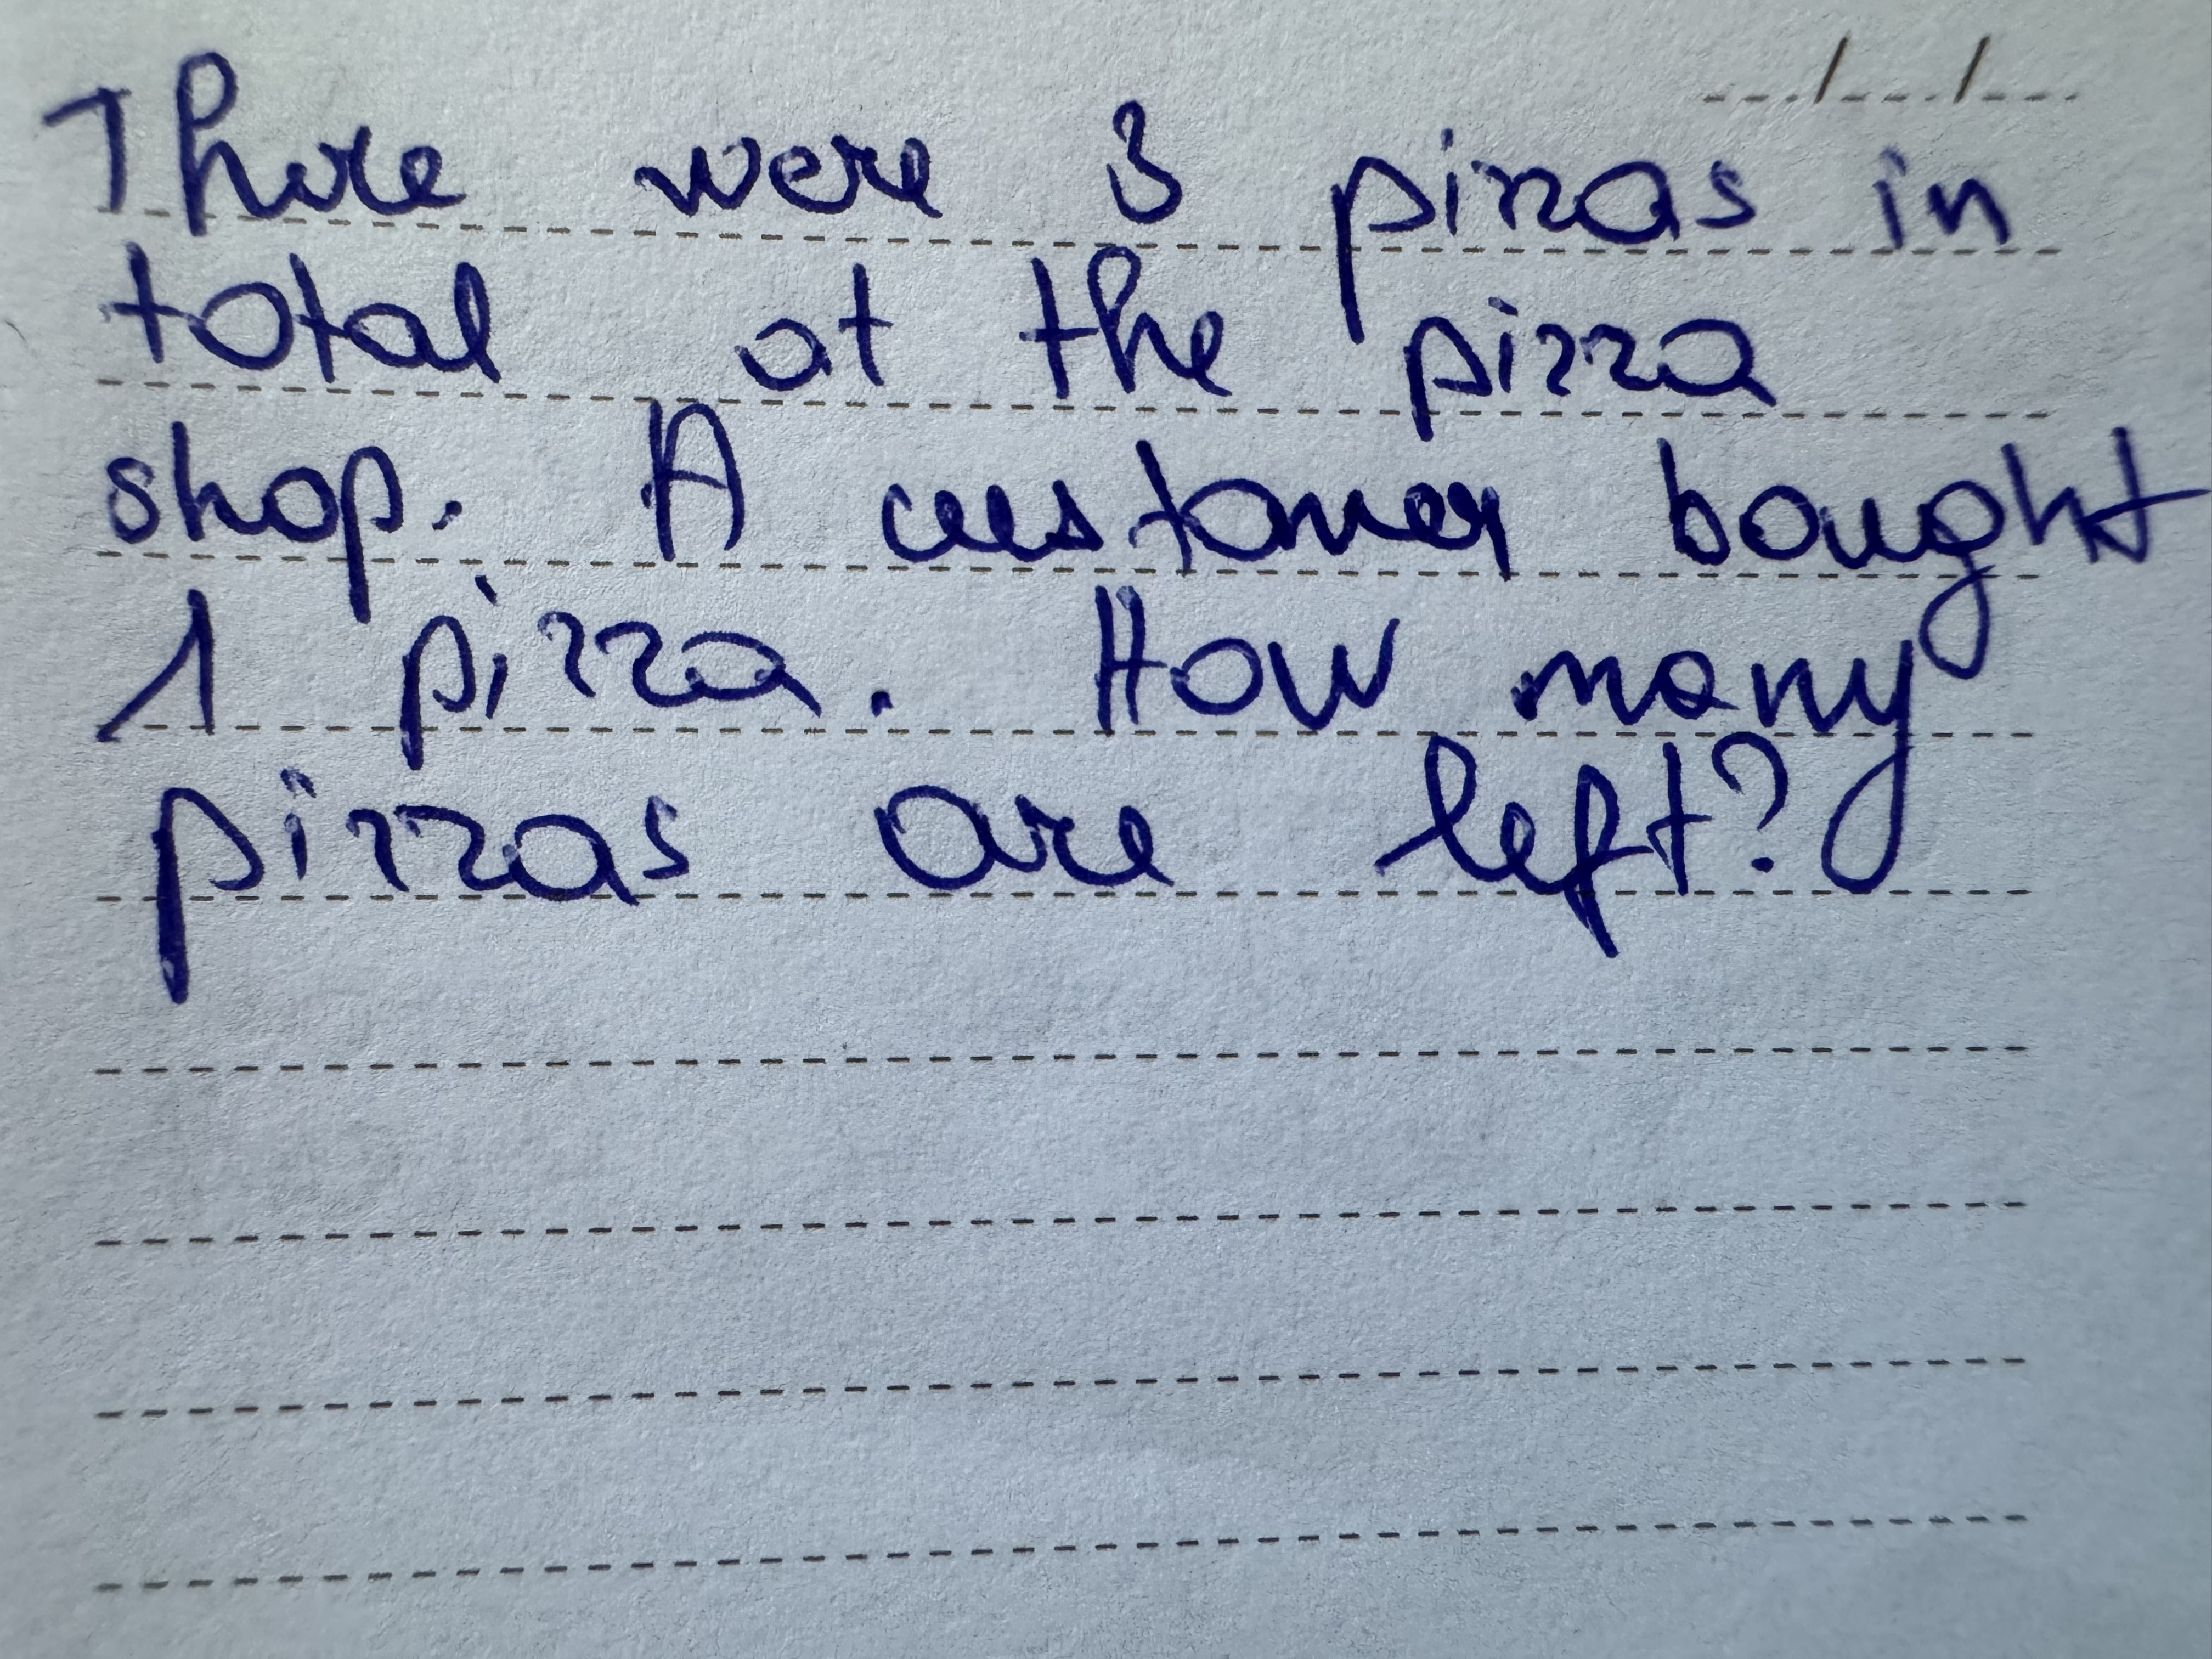 There were 3 pizzas in
total at the pizza
shop. A customer bought
1 pizza. How many
pizzas are left?